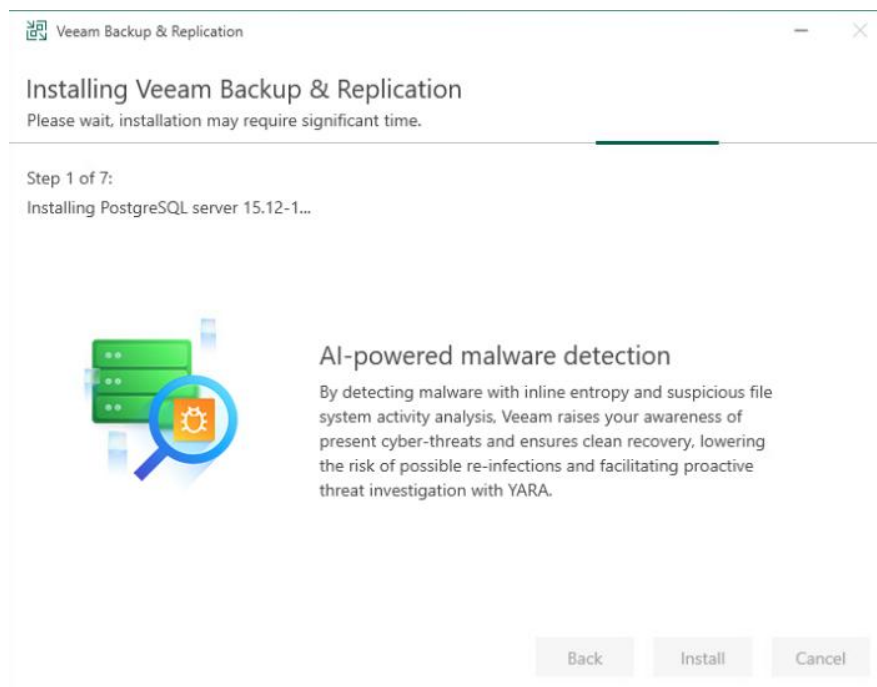 Veeam Backup & Replication
Installing Veeam Backup & Replication
Please wait, installation may require significant time.
Step 1 of 7:
Installing PostgreSQL server 15.12-1...
AI-powered malware detection
By detecting malware with inline entropy and suspicious file
system activity analysis, Veeam raises your awareness of
present cyber-threats and ensures clean recovery, lowering
the risk of possible re-infections and facilitating proactive
threat investigation with YARA.
Back Install Cancel